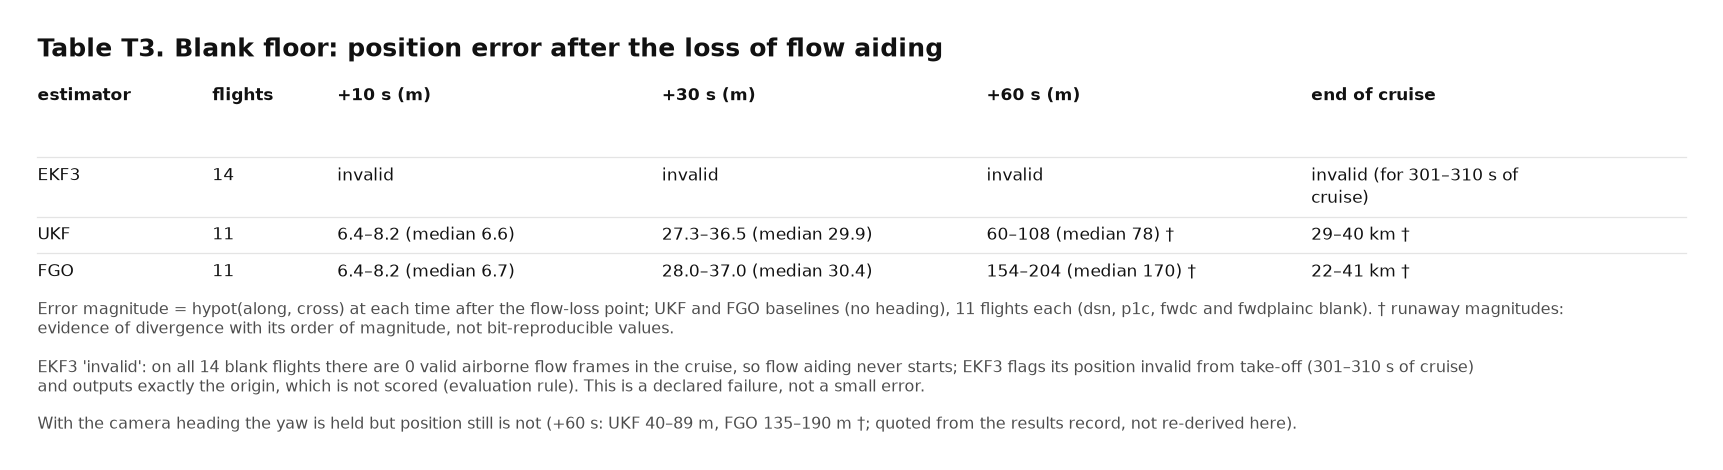 Table T3. Blank floor: position error after the loss of flow aiding
estimator flights +10 s (m) +30 s (m) +60 s (m) end of cruise
EKF3 14 invalid invalid invalid invalid (for 301–310 s of
cruise)
UKF 11 6.4–8.2 (median 6.6) 27.3–36.5 (median 29.9) 60–108 (median 78) † 29–40 km †
FGO 11 6.4–8.2 (median 6.7) 28.0–37.0 (median 30.4) 154–204 (median 170) † 22–41 km †
Error magnitude = hypot(along, cross) at each time after the flow-loss point; UKF and FGO baselines (no heading), 11 flights each (dsn, p1c, fwdc and fwdplainc blank). † runaway magnitudes:
evidence of divergence with its order of magnitude, not bit-reproducible values.
EKF3 'invalid': on all 14 blank flights there are 0 valid airborne flow frames in the cruise, so flow aiding never starts; EKF3 flags its position invalid from take-off (301–310 s of cruise)
and outputs exactly the origin, which is not scored (evaluation rule). This is a declared failure, not a small error.
With the camera heading the yaw is held but position still is not (+60 s: UKF 40–89 m, FGO 135–190 m †; quoted from the results record, not re-derived here).